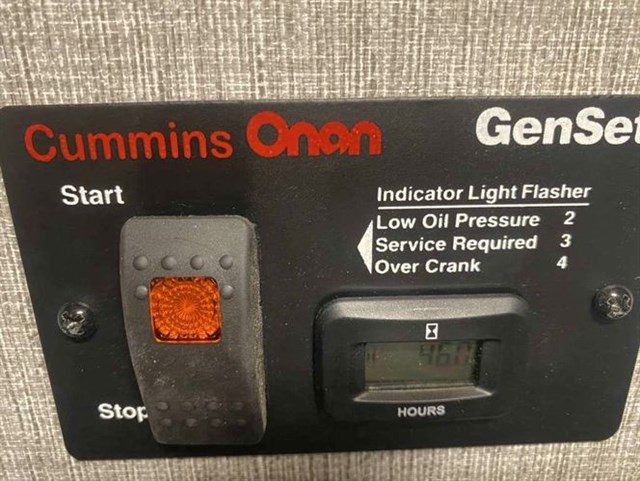 Cummins Onan
GenSet
Start
Indicator Light Flasher
Low Oil Pressure 2
Service Required 3
Over Crank 4
Stop
HOURS